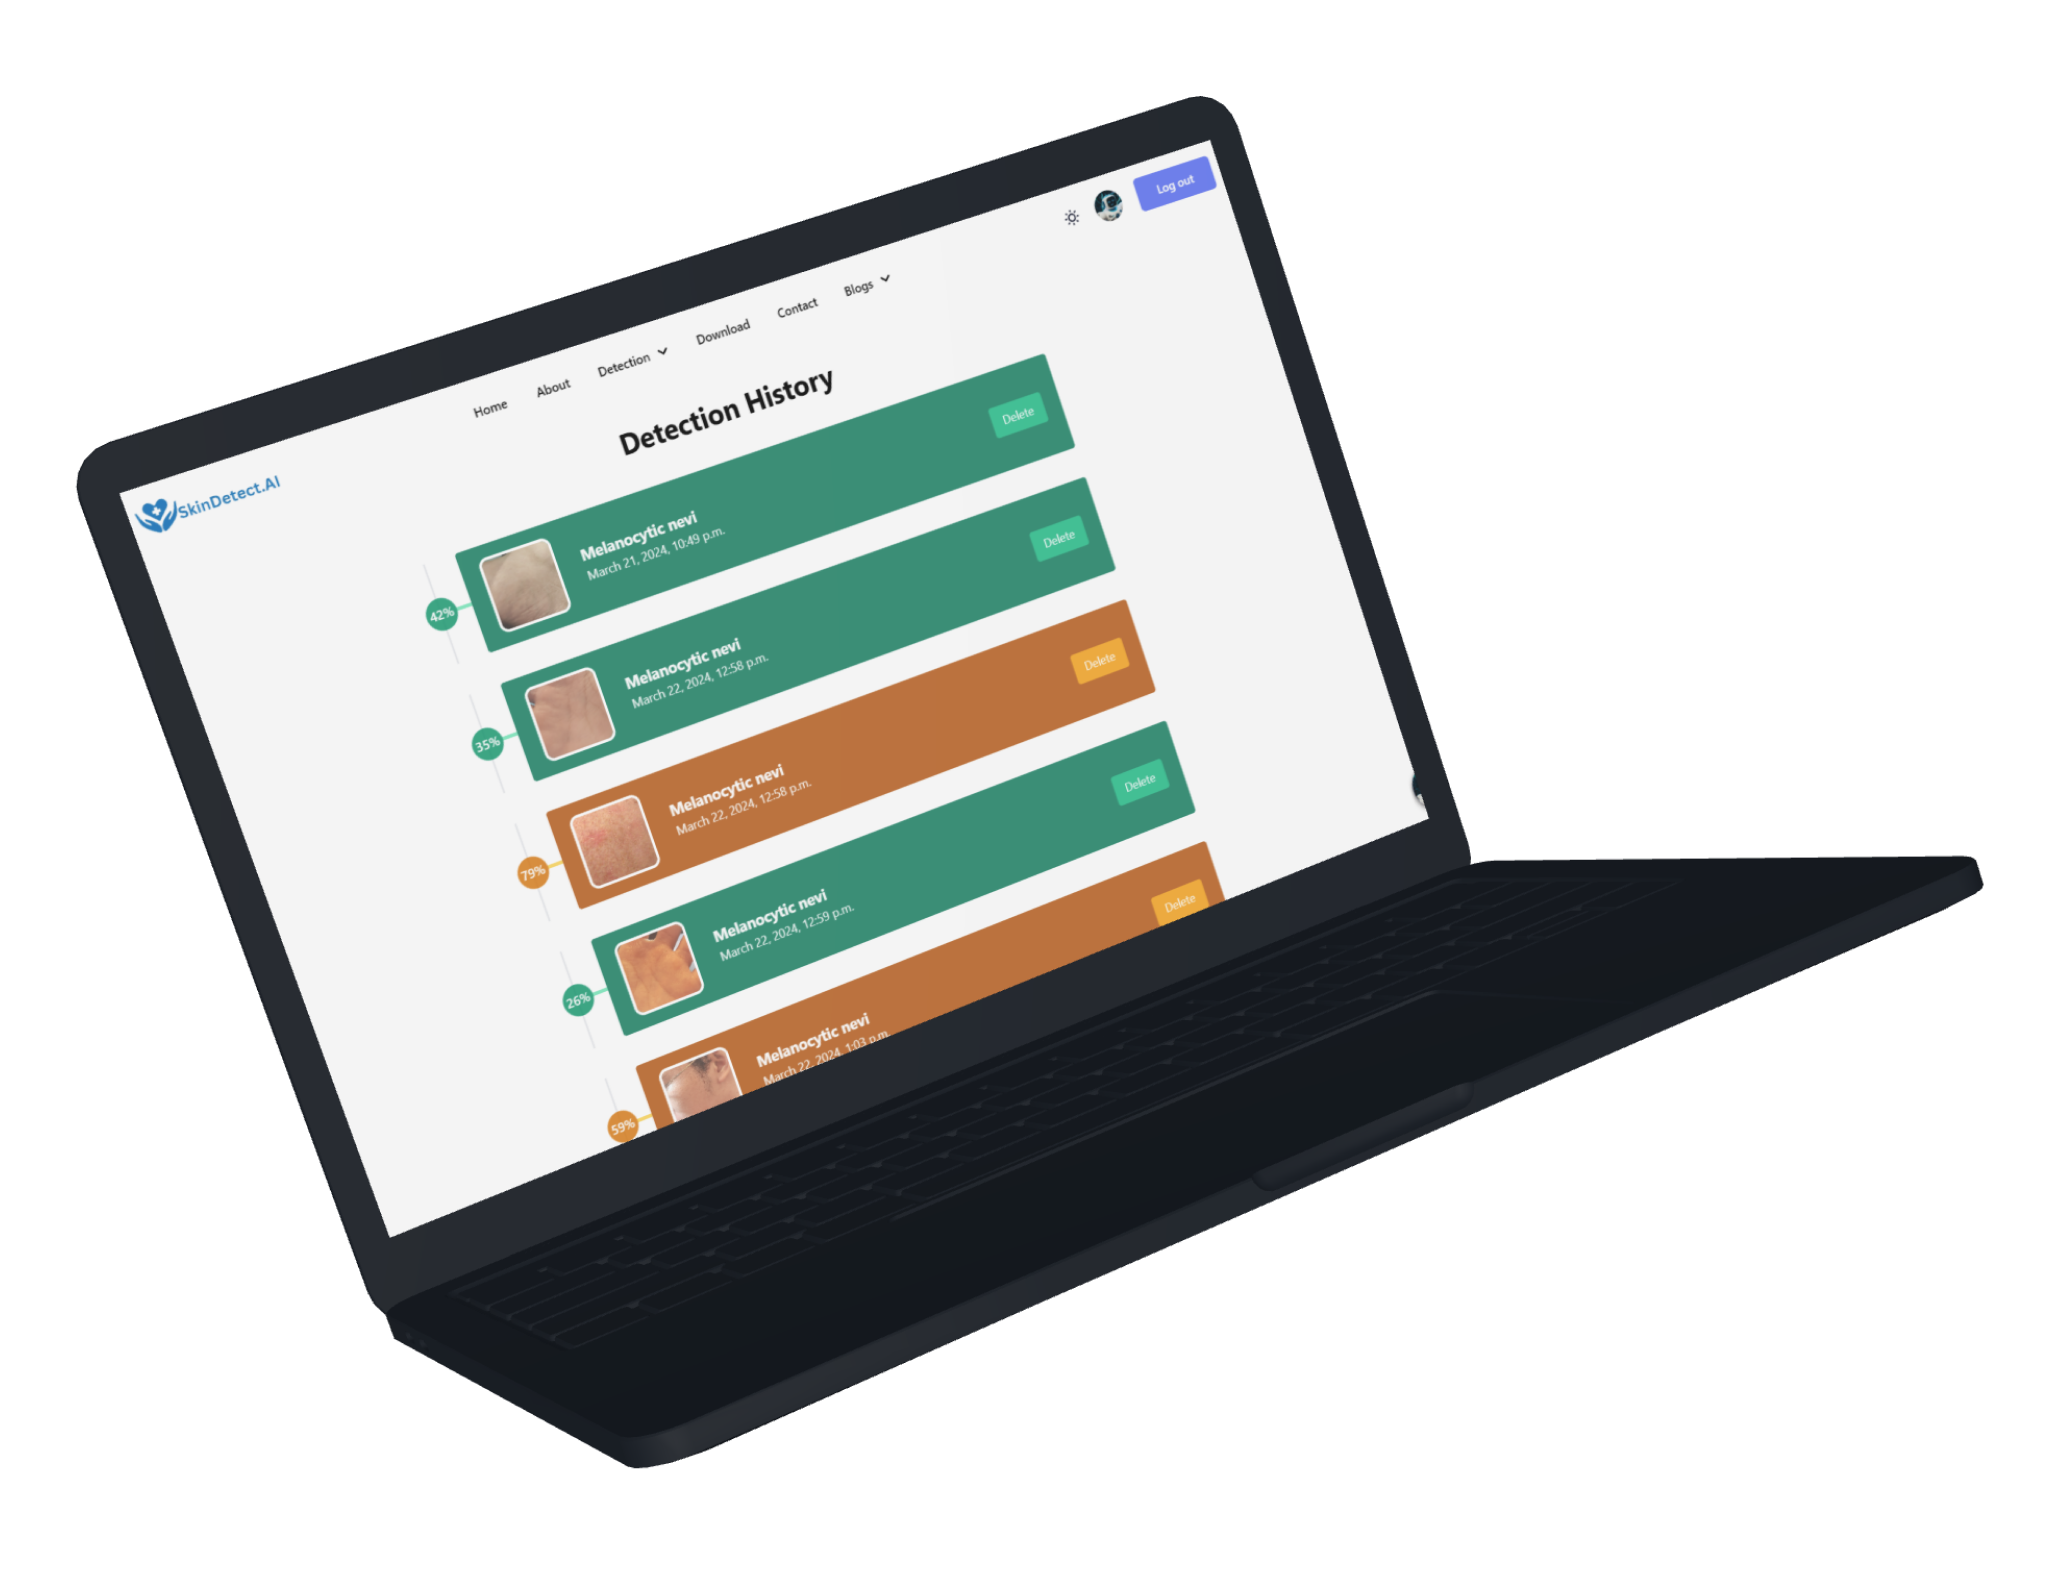 SkinDetect.AI
Home
About
Detection
Download
Contact
Blogs
Log out
Detection History
42%
Melanocytic nevi
March 21, 2024, 10:49 p.m.
Delete
35%
Melanocytic nevi
March 22, 2024, 12:58 p.m.
Delete
79%
Melanocytic nevi
March 22, 2024, 12:58 p.m.
Delete
26%
Melanocytic nevi
March 22, 2024, 12:59 p.m.
Delete
59%
Melanocytic nevi
March 22, 2024, 1:03 p.m.
Delete